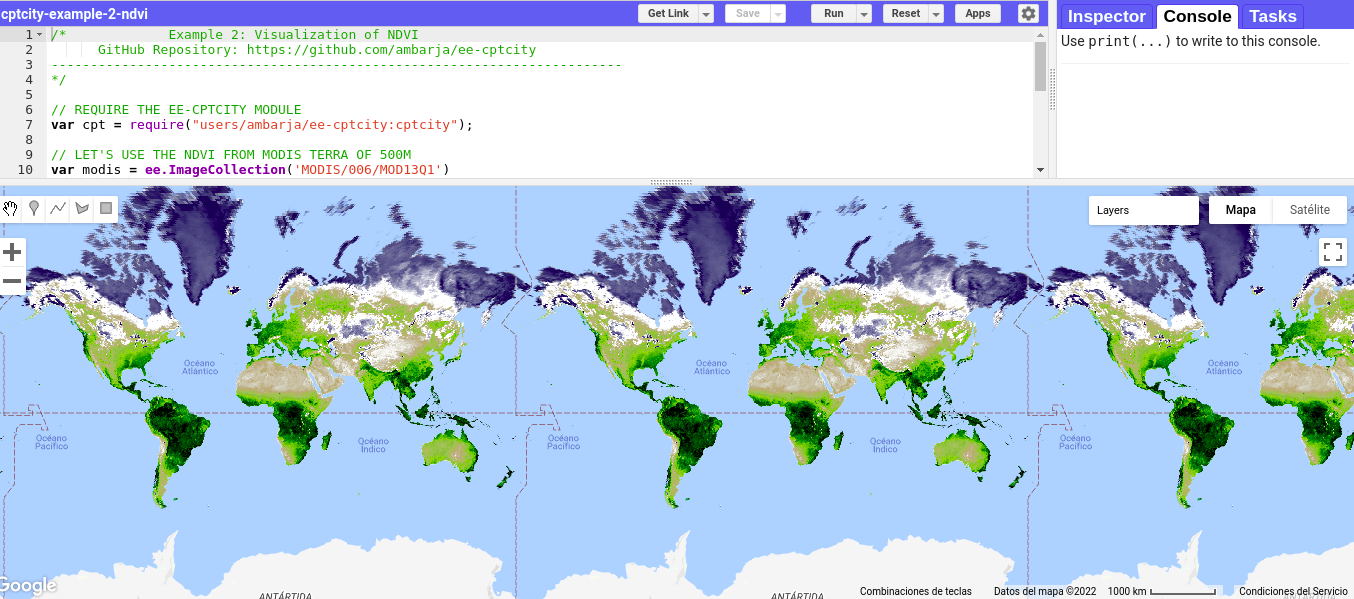 cptcity-example-2-ndvi
Get Link
Save
Run
Reset
Apps
Inspector
Console
Tasks
Use print(...) to write to this console.
1 /* Example 2: Visualization of NDVI
2 GitHub Repository: https://github.com/ambarja/ee-cptcity
3 -------------------------------------------------------------------------
4 */
5
6 // REQUIRE THE EE-CPTCITY MODULE
7 var cpt = require("users/ambarja/ee-cptcity:cptcity");
8
9 // LET'S USE THE NDVI FROM MODIS TERRA OF 500M
10 var modis = ee.ImageCollection('MODIS/006/MOD13Q1')
Layers
Mapa
Satélite
Océano
Atlántico
Océano
Atlántico
Océano
Atlántico
Océano
Pacífico
Océano
Índico
Océano
Pacífico
Océano
Índico
Océano
Pacífico
Google
ANTÁRTIDA
ANTÁRTIDA
ANTÁRTIDA
Combinaciones de teclas
Datos del mapa ©2022
1000 km
Condiciones del Servicio